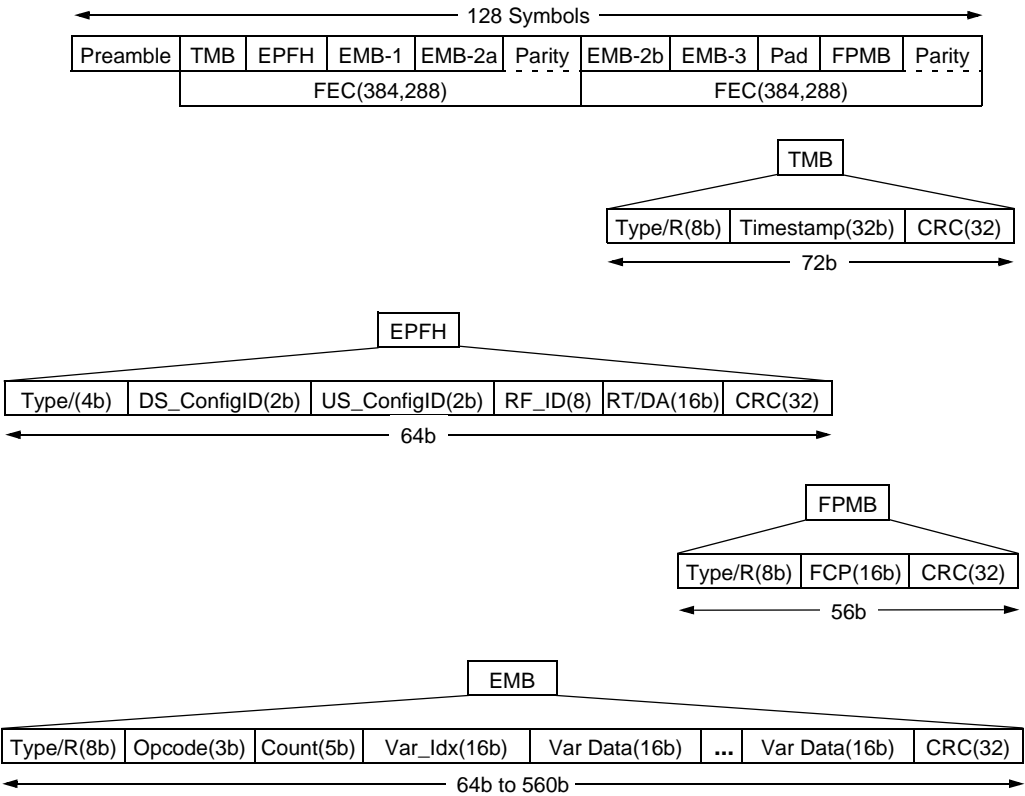 128 Symbols
Preamble TMB EPFH EMB-1 EMB-2a Parity EMB-2b EMB-3 Pad FPMB Parity
FEC(384,288) FEC(384,288)
TMB
Type/R(8b) Timestamp(32b) CRC(32)
72b
EPFH
Type/(4b) DS_ConfigID(2b) US_ConfigID(2b) RF_ID(8) RT/DA(16b) CRC(32)
64b
FPMB
Type/R(8b) FCP(16b) CRC(32)
56b
EMB
Type/R(8b) Opcode(3b) Count(5b) Var_Idx(16b) Var Data(16b) ... Var Data(16b) CRC(32)
64b to 560b